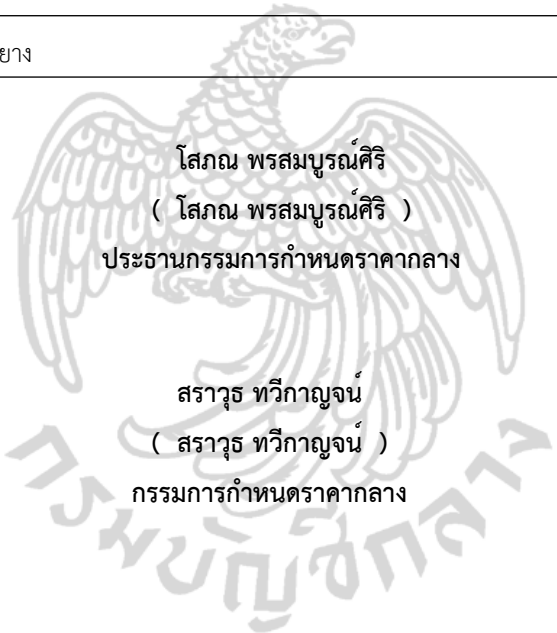 ยาง
โสภณ พรสมบูรณ์ศิริ
( โสภณ พรสมบูรณ์ศิริ )
ประธานกรรมการกำหนดราคากลาง
สราวุธ ทวีกาญจน์
( สราวุธ ทวีกาญจน์ )
กรรมการกำหนดราคากลาง
กรมบัญชีกลาง